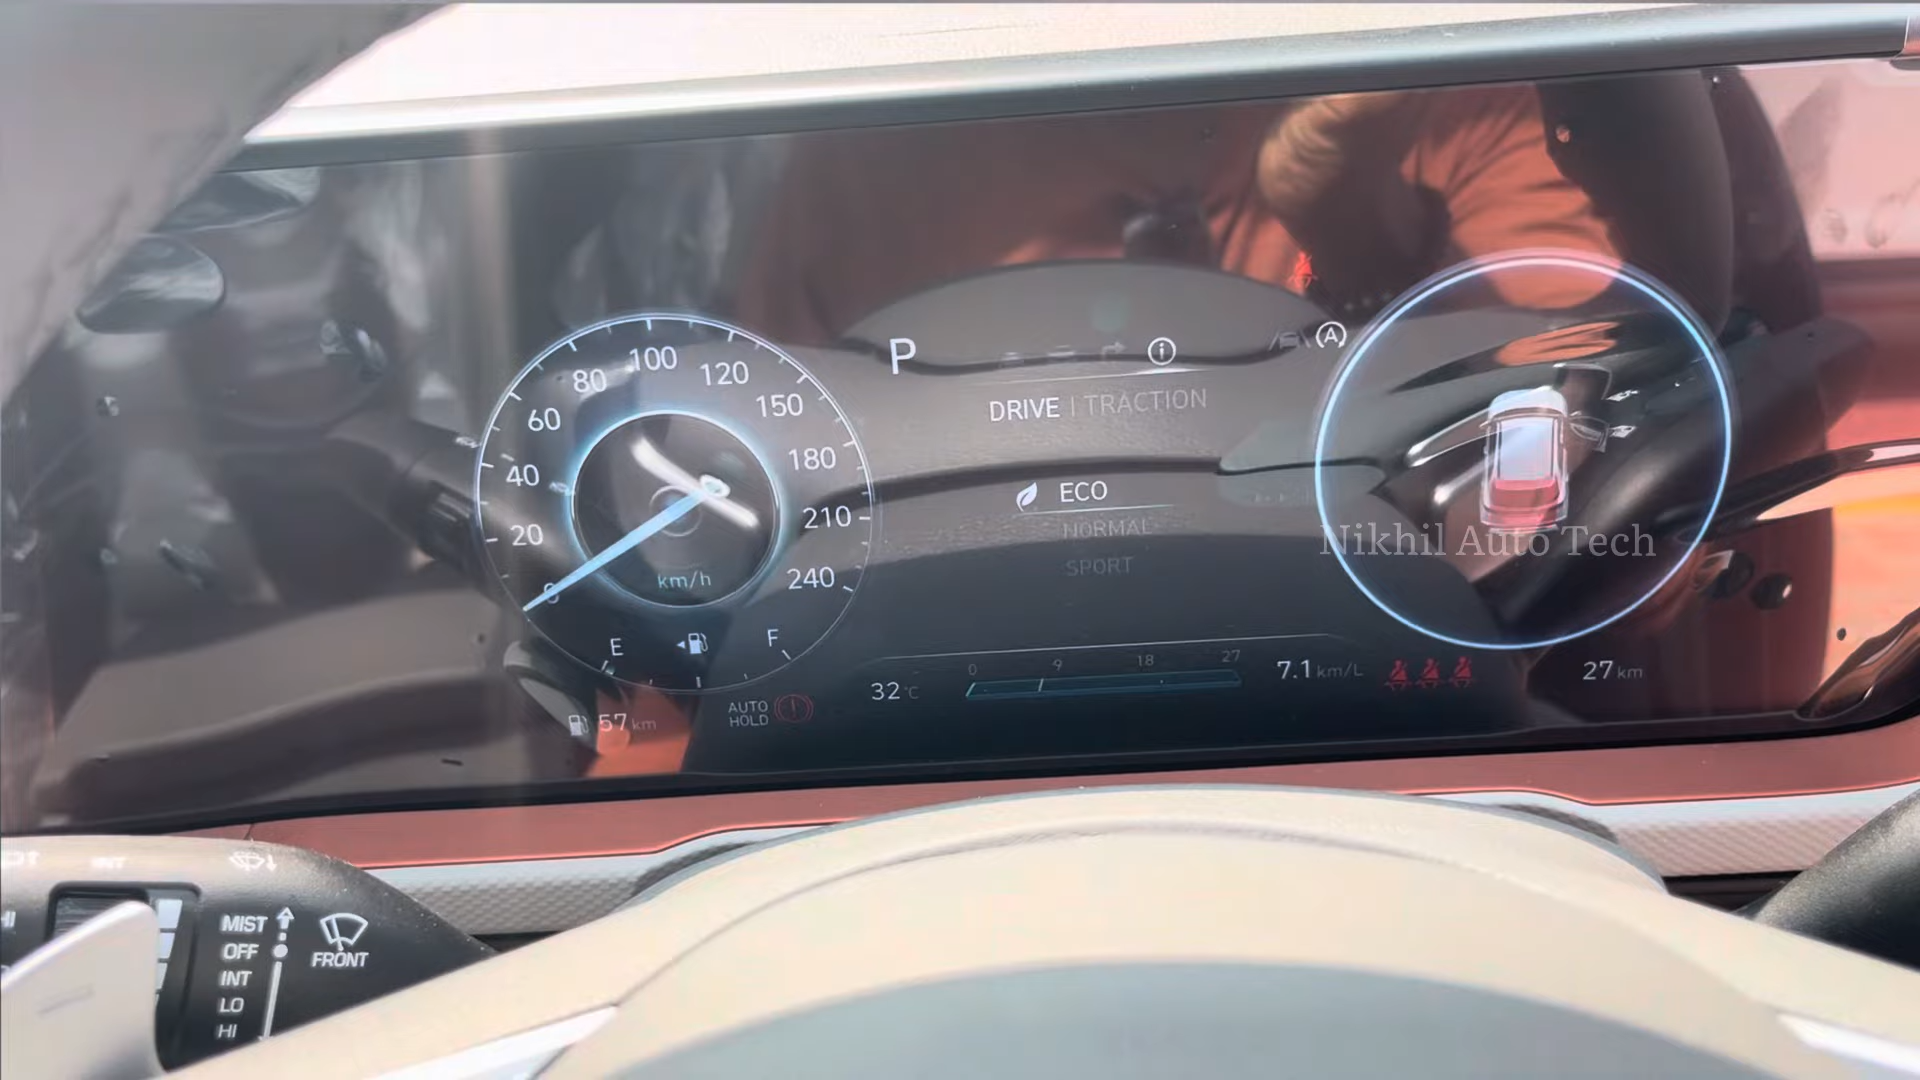 P
DRIVE | TRACTION
ECO
NORMAL
SPORT
0
20
40
60
80
100
120
150
180
210
240
km/h
E
F
57 km
AUTO HOLD
32 °C
0 9 18 27
7.1 km/L
27 km
Nikhil Auto Tech
INT
HI
MIST
OFF
INT
LO
HI
FRONT